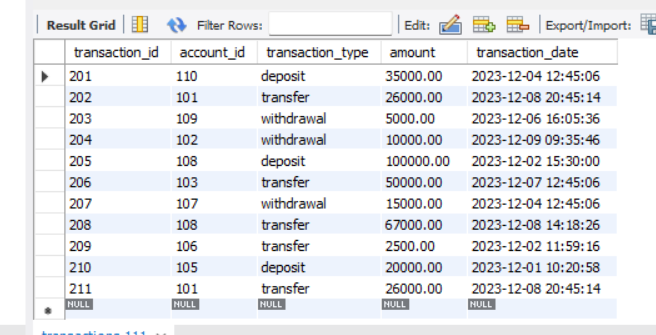 Result Grid Filter Rows: Edit: Export/Import:
transaction_id account_id transaction_type amount transaction_date
201 110 deposit 35000.00 2023-12-04 12:45:06
202 101 transfer 26000.00 2023-12-08 20:45:14
203 109 withdrawal 5000.00 2023-12-06 16:05:36
204 102 withdrawal 10000.00 2023-12-09 09:35:46
205 108 deposit 100000.00 2023-12-02 15:30:00
206 103 transfer 50000.00 2023-12-07 12:45:06
207 107 withdrawal 15000.00 2023-12-04 12:45:06
208 108 transfer 67000.00 2023-12-08 14:18:26
209 106 transfer 2500.00 2023-12-02 11:59:16
210 105 deposit 20000.00 2023-12-01 10:20:58
211 101 transfer 26000.00 2023-12-08 20:45:14
NULL NULL NULL NULL NULL
transactions 111